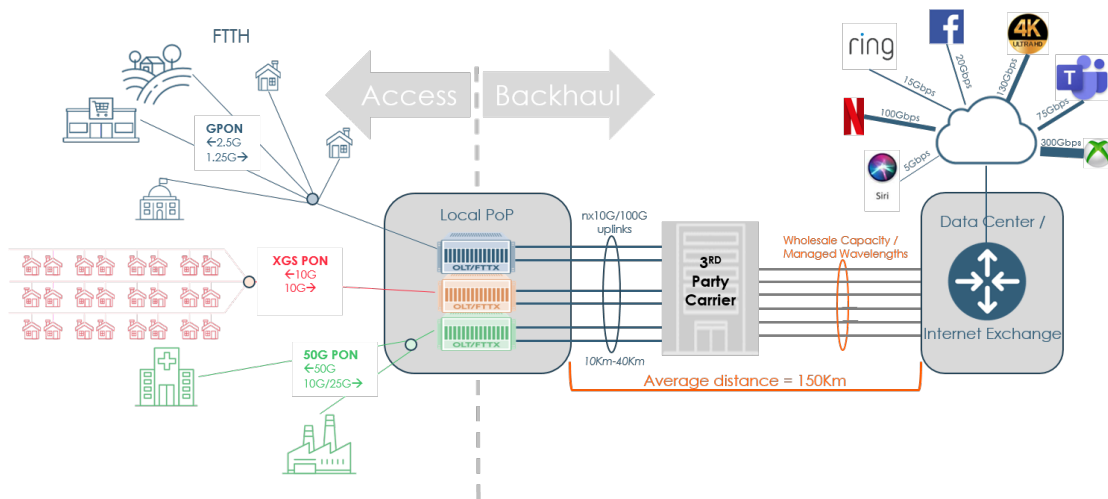 FTTH
GPON
←2.5G
1.25G→
XGS PON
←10G
10G→
50G PON
←50G
10G/25G→
Access
Backhaul
Local PoP
OLT/FTTX
OLT/FTTX
OLT/FTTX
nx10G/100G
uplinks
10Km-40Km
3RD
Party
Carrier
Wholesale Capacity /
Managed Wavelengths
Average distance = 150Km
ring
15Gbps
f
20Gbps
4K
ULTRA HD
130Gbps
T
75Gbps
N
100Gbps
300Gbps
Siri
5Gbps
Data Center /
Internet Exchange